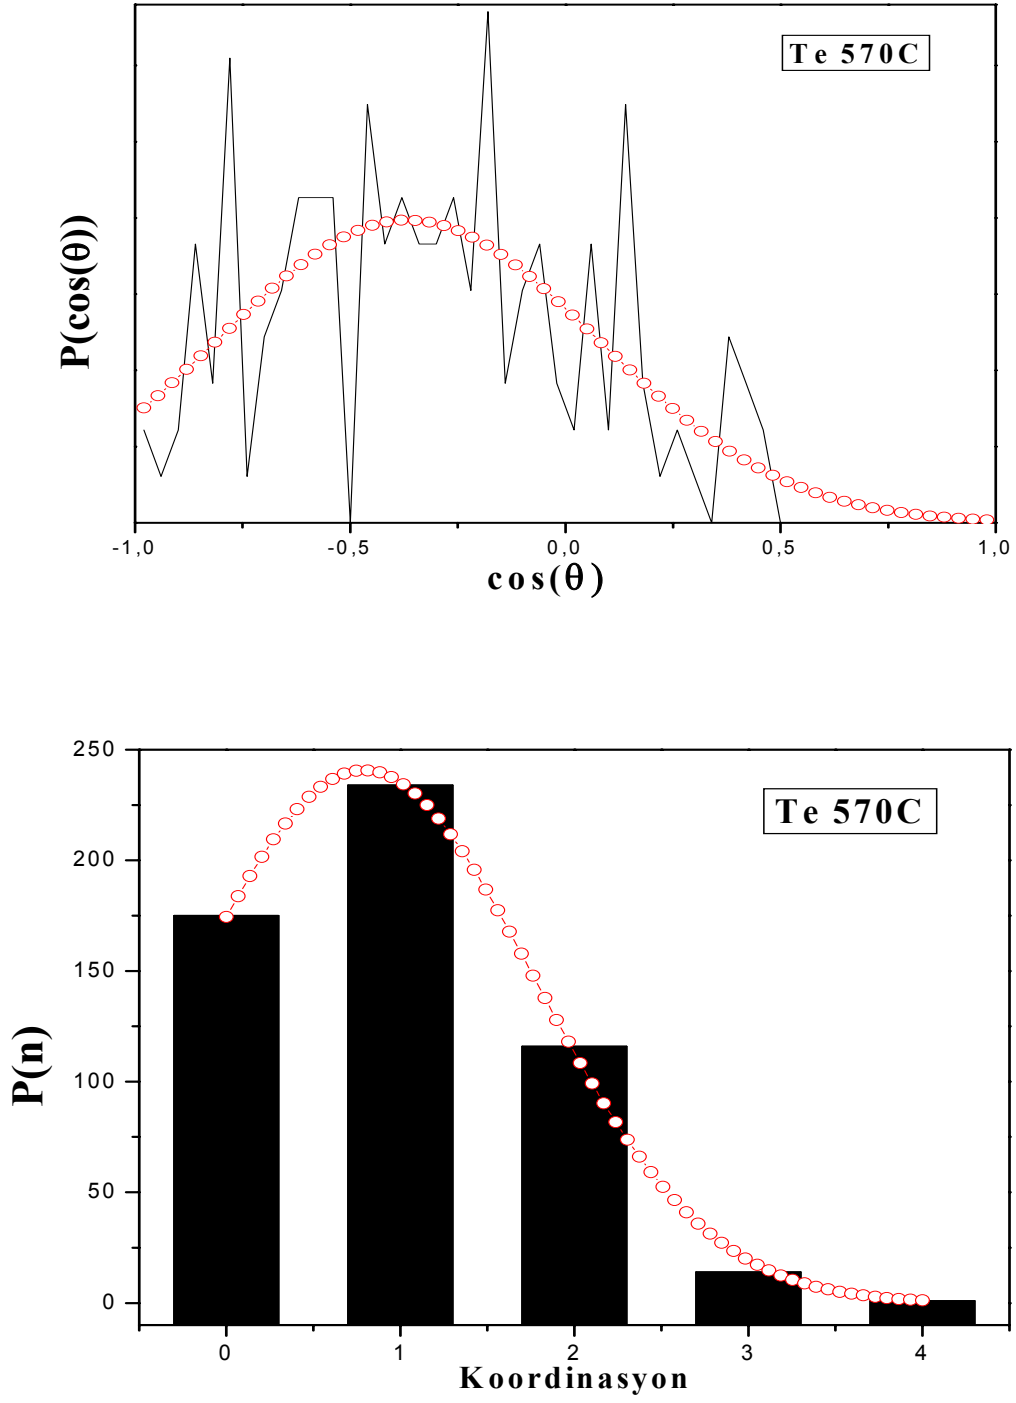 Te 570C
P(cos(θ))
-1,0 -0,5 0,0 0,5 1,0
cos(θ)
250
200
150
100
50
0
Te 570C
P(n)
0 1 2 3 4
Koordinasyon